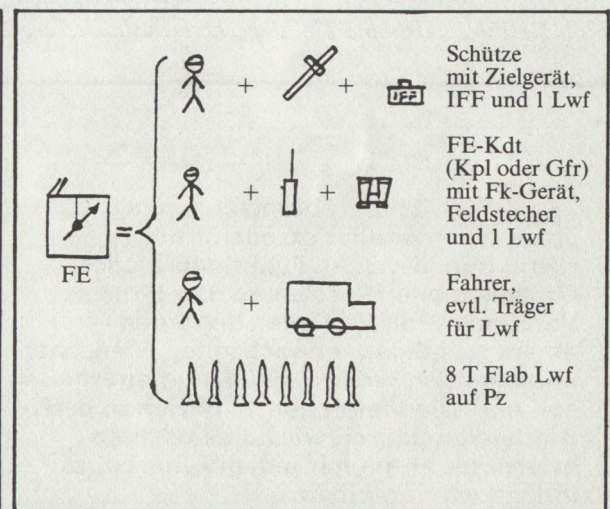 Schütze
mit Zielgerät,
IFF und 1 Lwf
IFF
FE-Kdt
(Kpl oder Gfr)
mit Fk-Gerät,
Feldstecher
und 1 Lwf
FE
Fahrer,
evtl. Träger
für Lwf
8 T Flab Lwf
auf Pz